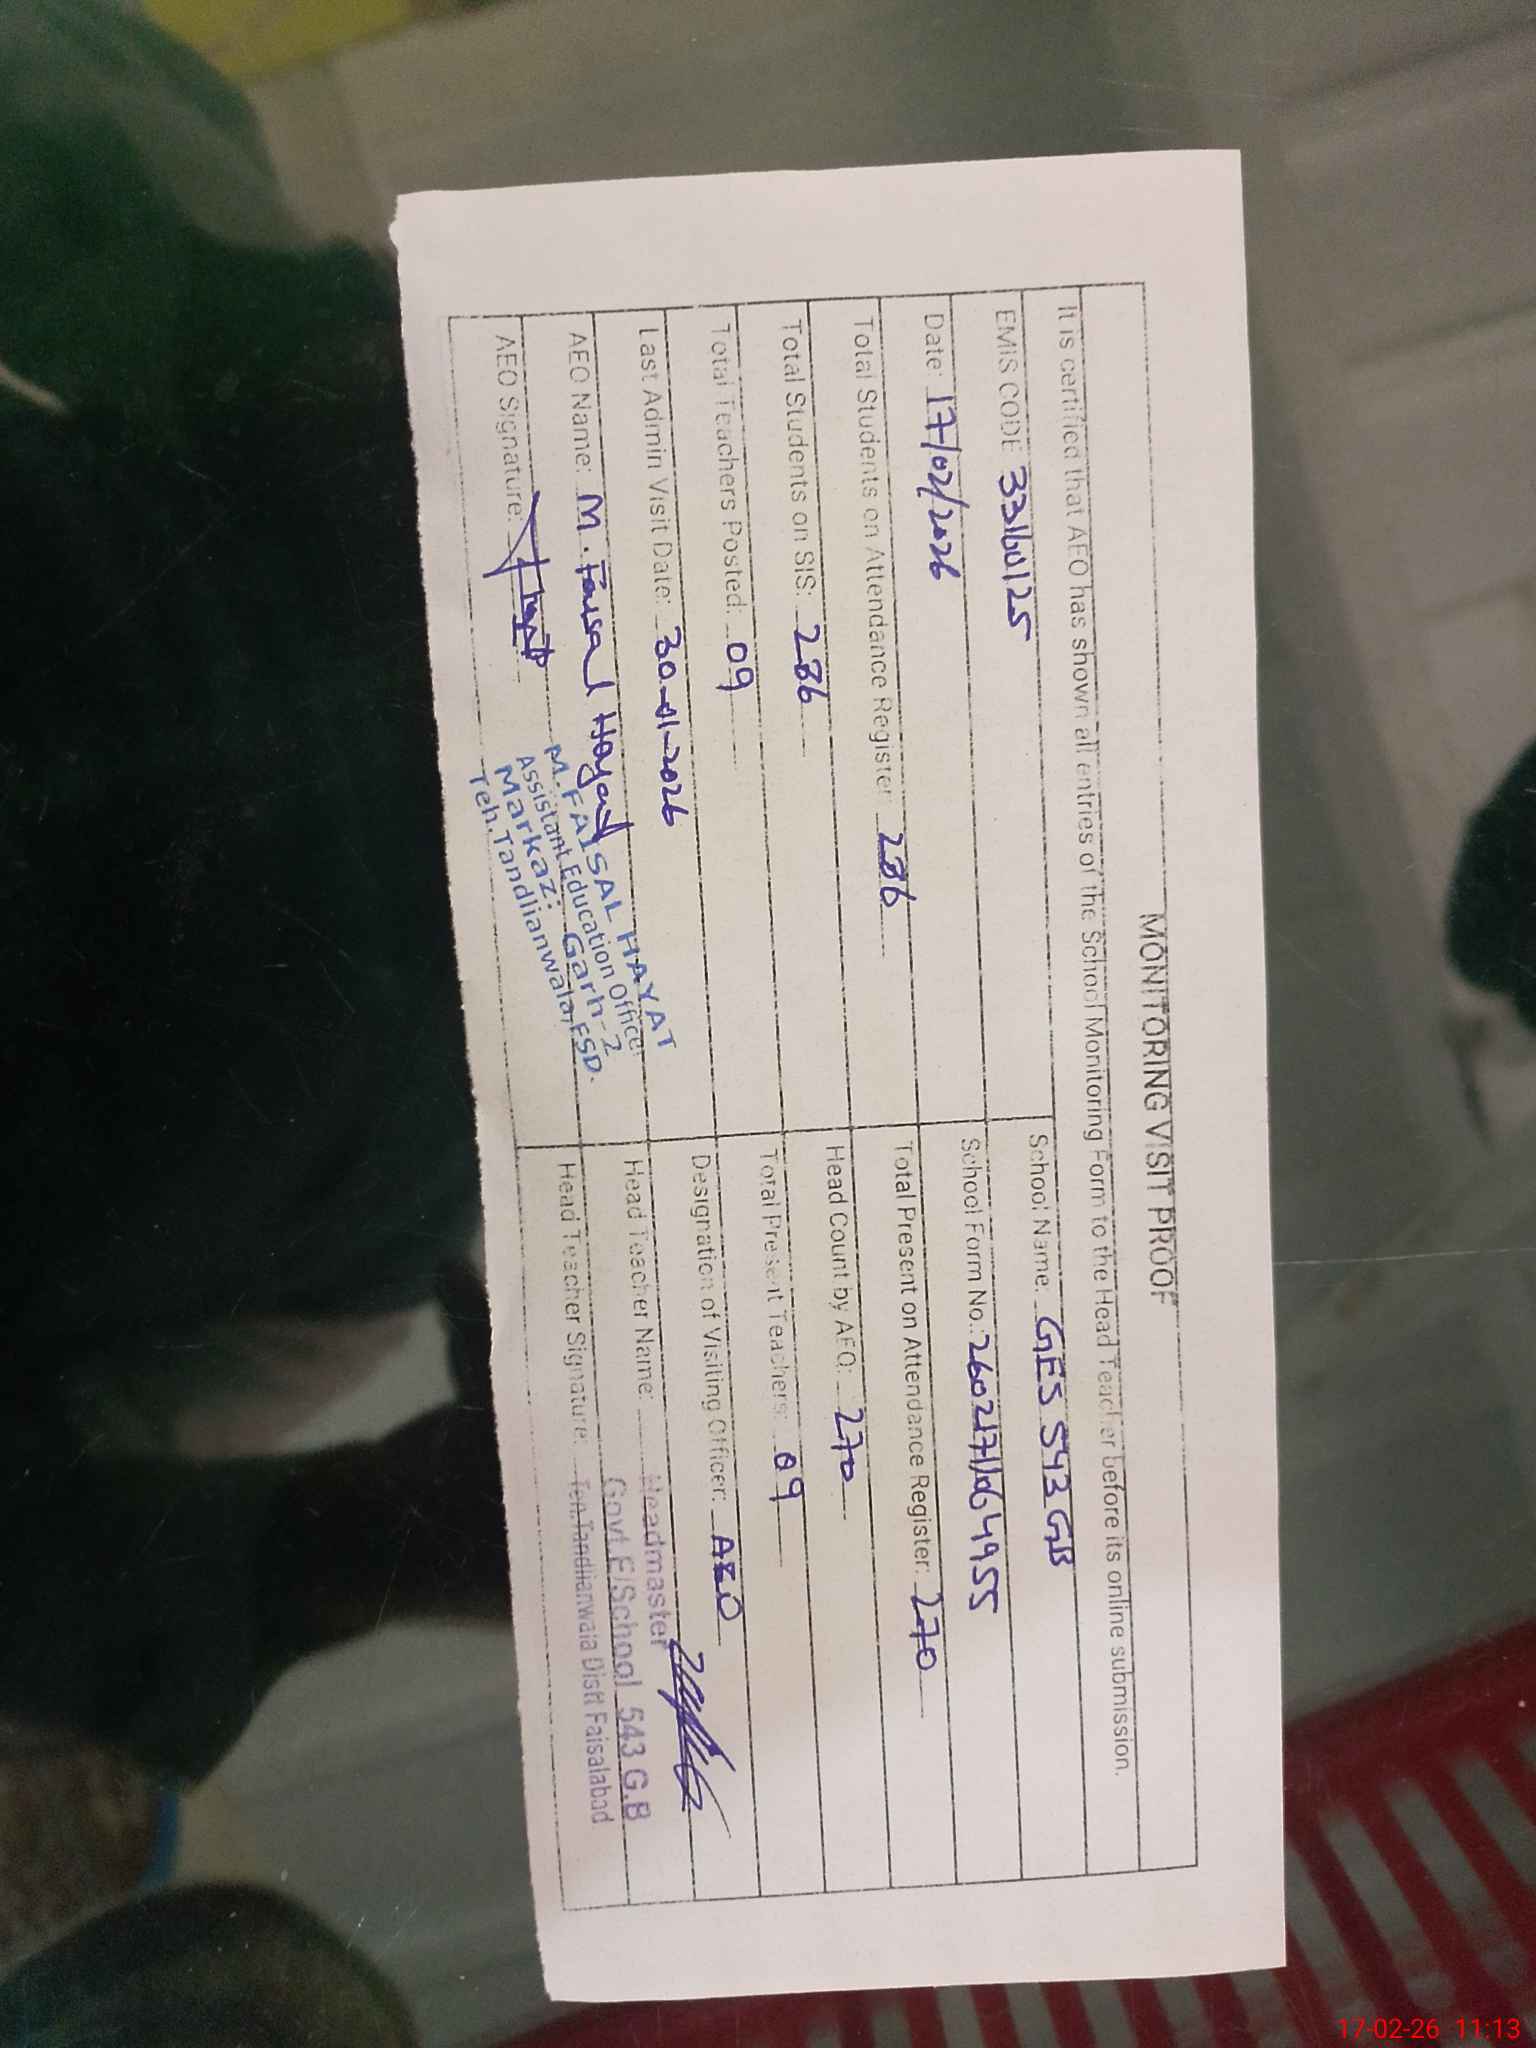 MONITORING VISIT PROOF
It is certified that AEO has shown all entries of the School Monitoring Form to the Head Teacher before its online submission.
EMIS CODE 33160125
School Name: GES 543 GB
Date: 17/02/2026
School Form No.: 2602171064955
Total Students on Attendance Register: 286
Total Present on Attendance Register: 270
Total Students on SIS: 286
Head Count by AEO: 270
Total Teachers Posted: 09
Total Present Teachers: 09
Last Admin Visit Date: 30-01-2026
Designation of Visiting Officer: AEO
AEO Name: M. Faisal Hayat
Head Teacher Name:
AEO Signature:
Head Teacher Signature:
M. FAISAL HAYAT
Assistant Education Officer
Markaz: Garh-2
Teh. Tandlianwala, FSD.
Headmaster
Govt. E/School 543 G.B
Teh. Tandlianwala Distt Faisalabad
17-02-26 11:13